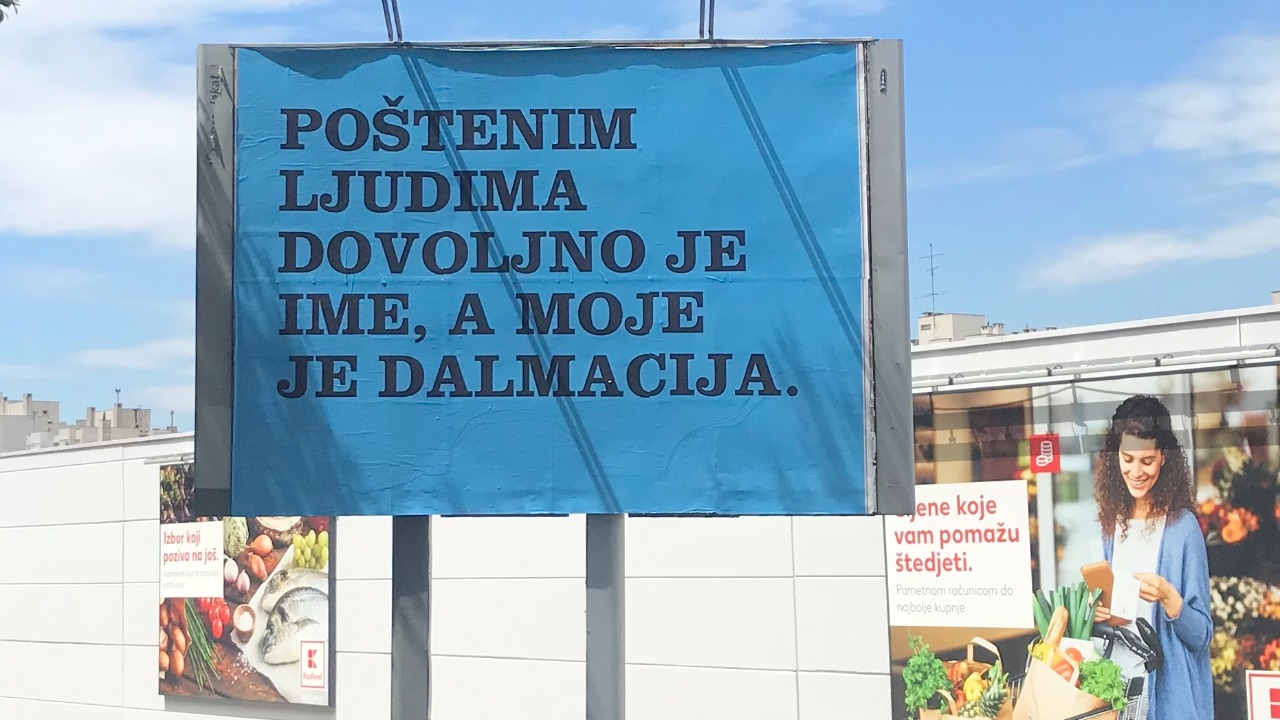 POŠTENIM
LJUDIMA
DOVOLJNO JE
IME, A MOJE
JE DALMACIJA.
Izbor koji
poziva na još.
koje
vam pomažu
štedjeti.
Pametnom računicom do
najbolje kupnje.
Kaufland